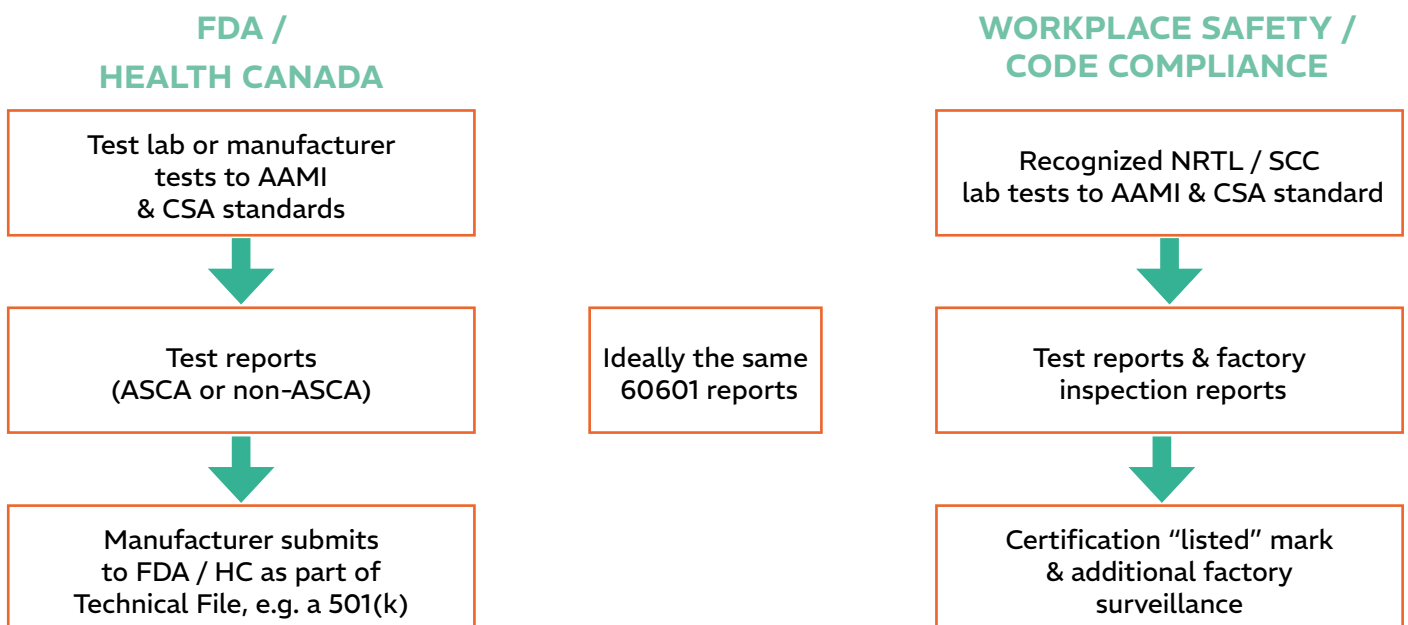 FDA /
HEALTH CANADA
Test lab or manufacturer
tests to AAMI
& CSA standards
Test reports
(ASCA or non-ASCA)
Manufacturer submits
to FDA / HC as part of
Technical File, e.g. a 501(k)
Ideally the same
60601 reports
WORKPLACE SAFETY /
CODE COMPLIANCE
Recognized NRTL / SCC
lab tests to AAMI & CSA standard
Test reports & factory
inspection reports
Certification “listed” mark
& additional factory
surveillance